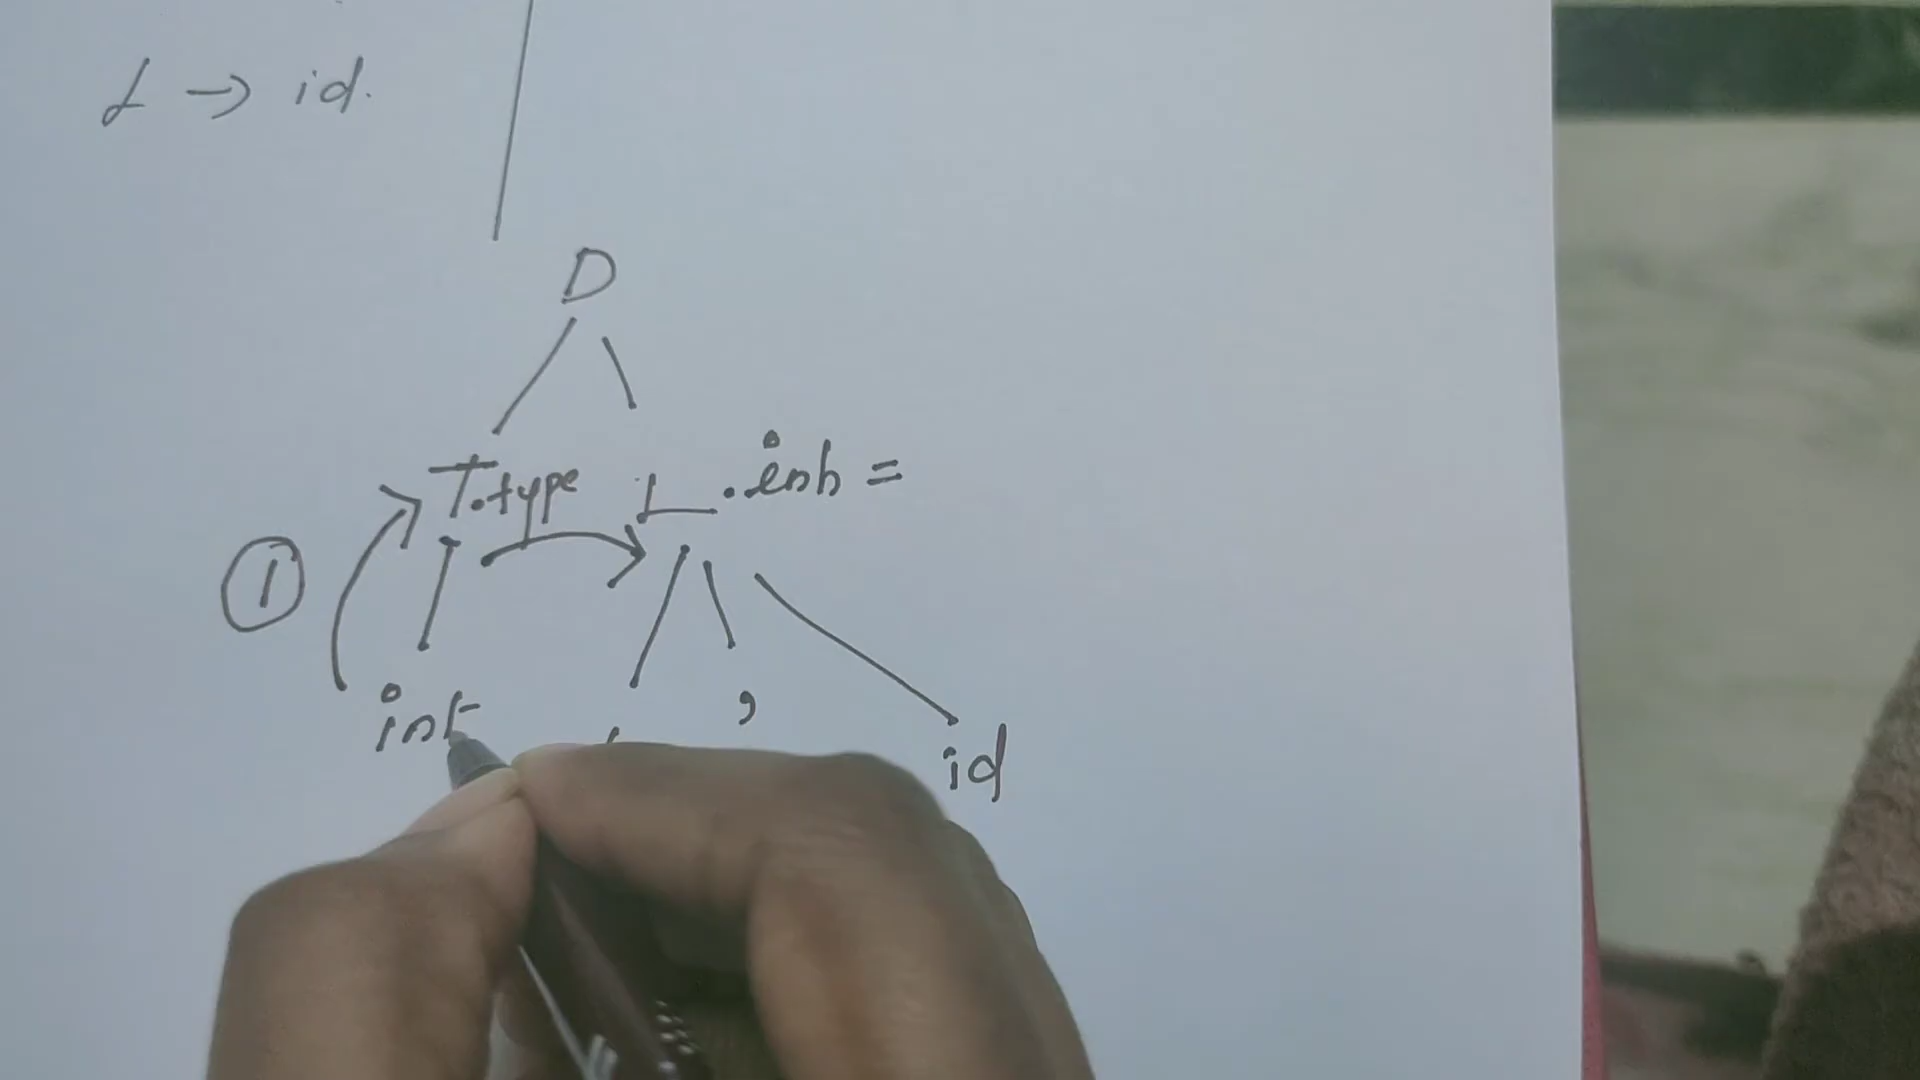 L → id.
D
T.type L.inh =
①
int , id